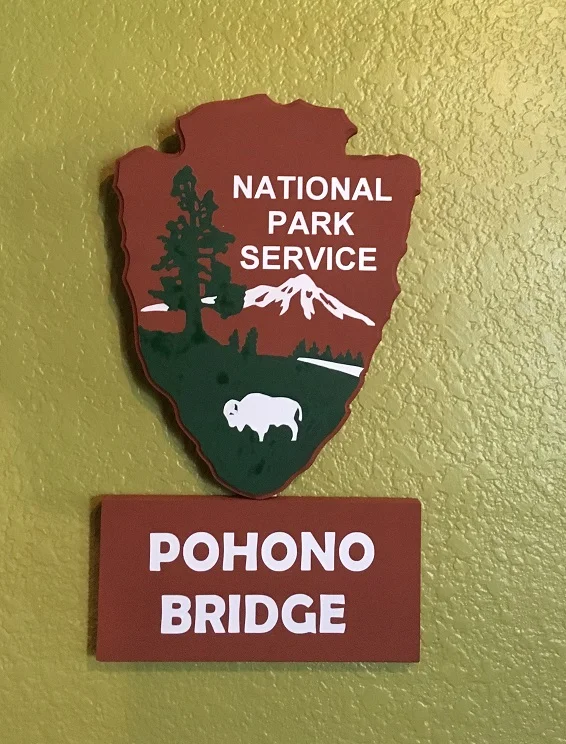 NATIONAL
PARK
SERVICE
POHONO
BRIDGE